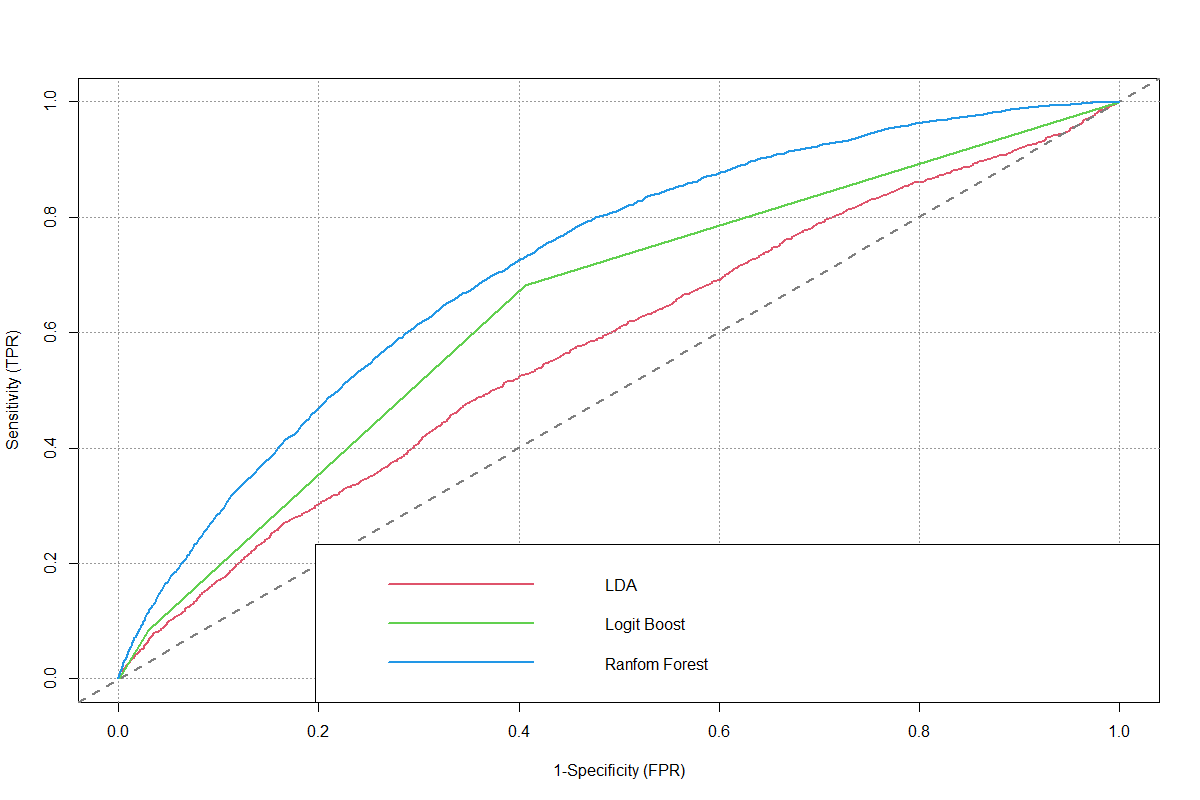 Sensitivity (TPR)
1.0
0.8
0.6
0.4
0.2
0.0
LDA
Logit Boost
Ranfom Forest
0.0 0.2 0.4 0.6 0.8 1.0
1-Specificity (FPR)